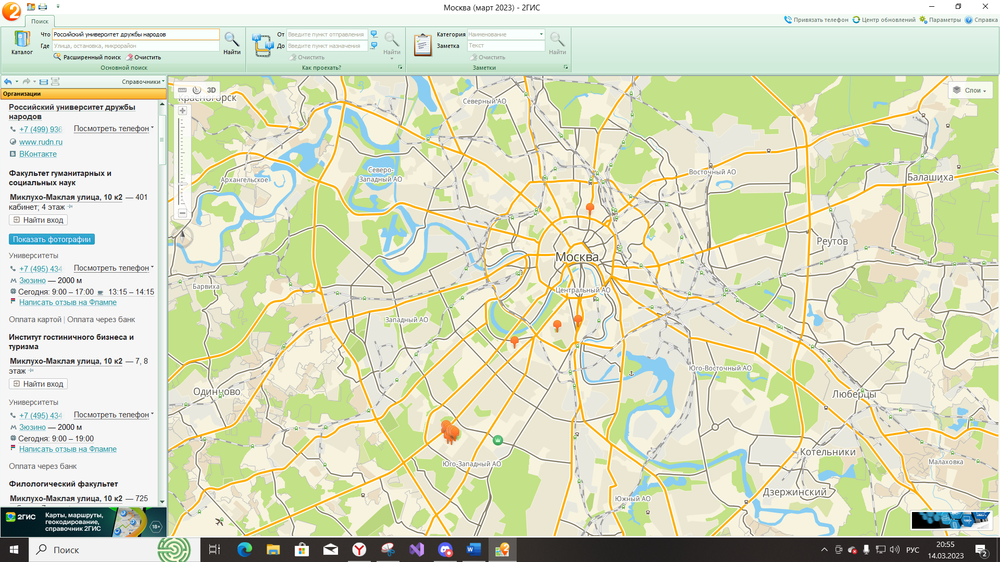 Москва (март 2023) - 2ГИС
Поиск
Привязать телефон Центр обновлений Параметры Справка
Каталог
Что Российский университет дружбы народов
Где Улица, остановка, микрорайон
Расширенный поиск Очистить
Найти
Основной поиск
От Введите пункт отправления
До Введите пункт назначения
Очистить
Найти
Как проехать?
Категория Наименование
Заметка Текст
Очистить
Найти
Заметки
Справочники
Организации
Российский университет дружбы
народов
+7 (499) 936 Посмотреть телефон
www.rudn.ru
ВКонтакте
Факультет гуманитарных и
социальных наук
Миклухо-Маклая улица, 10 к2 — 401
кабинет; 4 этаж
Найти вход
Показать фотографии
Университеты
+7 (495) 434 Посмотреть телефон
Зюзино — 2000 м
Сегодня: 9:00 – 17:00 13:15 – 14:15
Написать отзыв на Флампе
Оплата картой | Оплата через банк
Институт гостиничного бизнеса и
туризма
Миклухо-Маклая улица, 10 к2 — 7, 8
этаж
Найти вход
Университеты
+7 (495) 434 Посмотреть телефон
Зюзино — 2000 м
Сегодня: 9:00 – 19:00
Написать отзыв на Флампе
Оплата через банк
Филологический факультет
Миклухо-Маклая улица, 10 к2 — 725
2ГИС
Карты, маршруты,
геокодирование,
справочник 2ГИС
18+
3D
Слои
Красногорск
Северный АО
Северо-
Западный АО
Архангельское
Восточный АО
Балашиха
Реутов
Москва
Барвиха
Центральный АО
Западный АО
Юго-Восточный АО
Одинцово
Люберцы
Котельники
Юго-Западный АО
Малаховка
Дзержинский
Южный АО
Поиск
РУС
20:55
14.03.2023
2